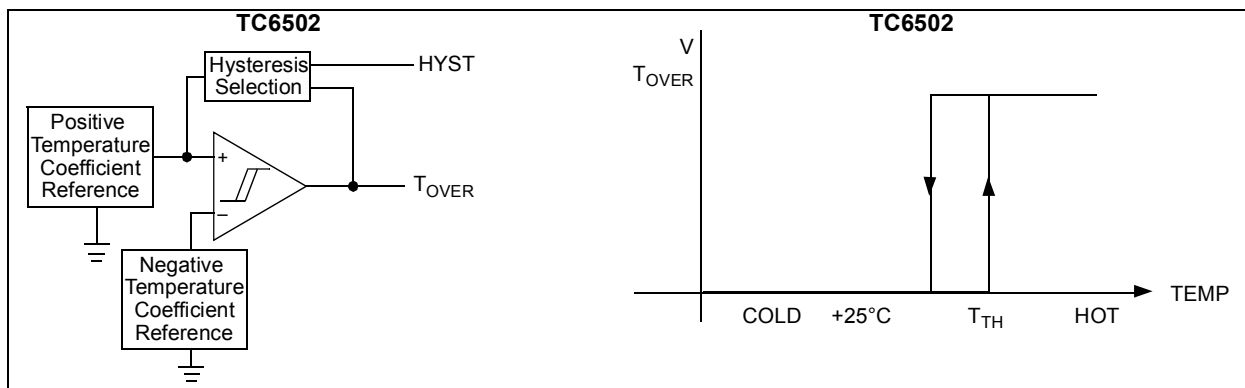 TC6502
Hysteresis
Selection
HYST
Positive
Temperature
Coefficient
Reference
+
−
TOVER
Negative
Temperature
Coefficient
Reference
TC6502
V
TOVER
TEMP
COLD +25°C TTH HOT